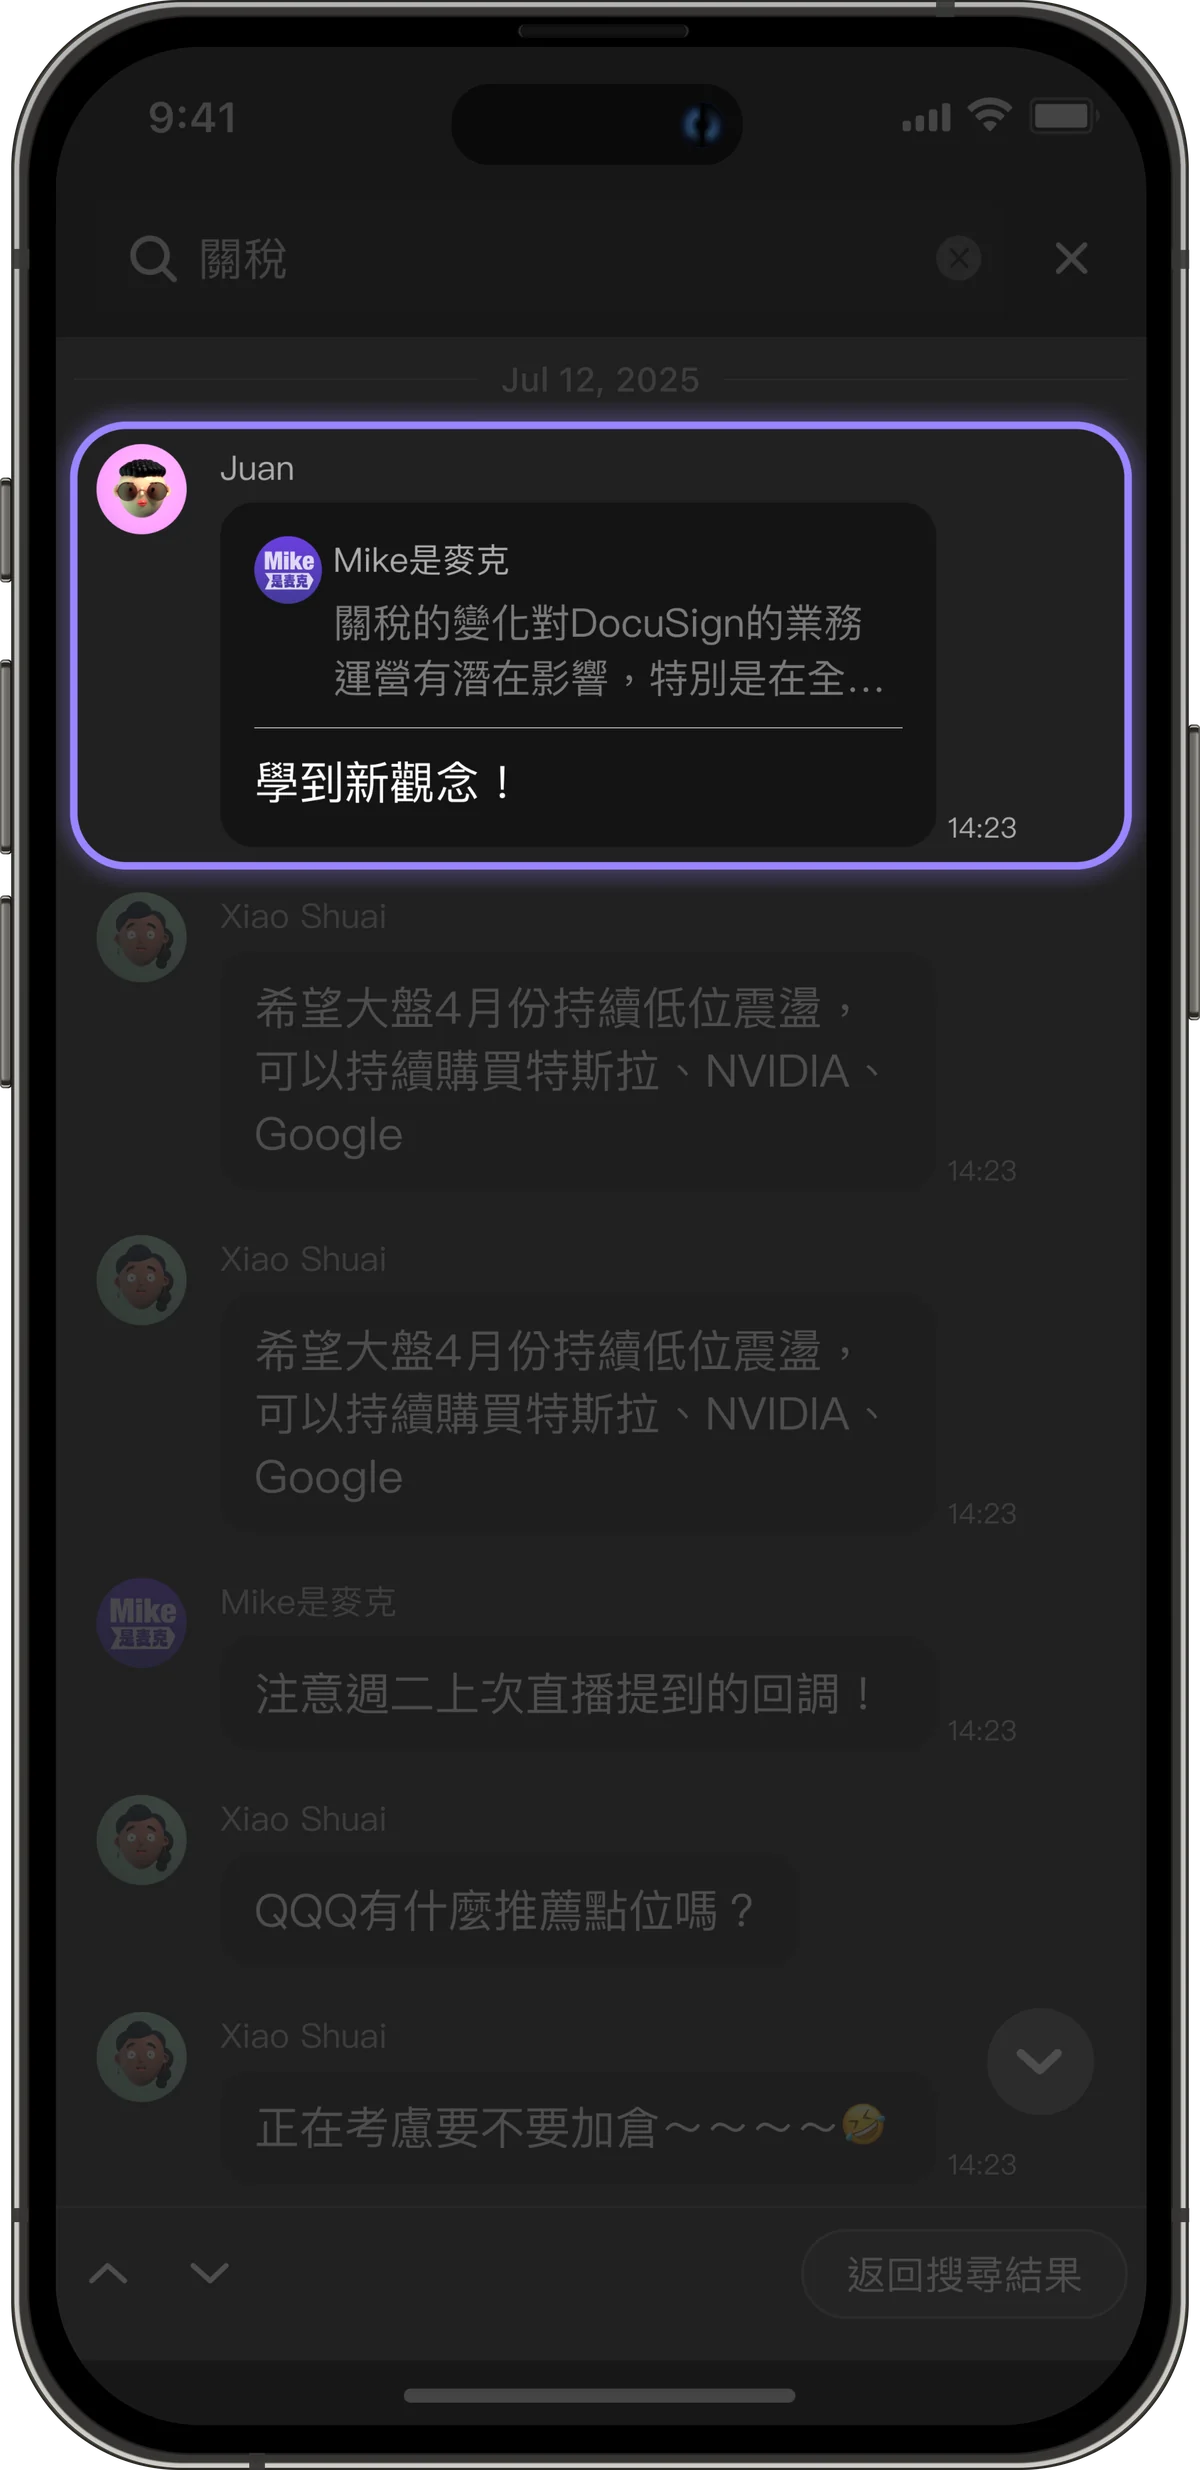 9:41
關稅
Jul 12, 2025
Juan
Mike
是麦克
Mike是麥克
關稅的變化對DocuSign的業務
運營有潛在影響，特別是在全...
學到新觀念！
14:23
Xiao Shuai
希望大盤4月份持續低位震盪，
可以持續購買特斯拉、NVIDIA、
Google
14:23
Xiao Shuai
希望大盤4月份持續低位震盪，
可以持續購買特斯拉、NVIDIA、
Google
14:23
Mike
是麦克
Mike是麥克
注意週二上次直播提到的回調！
14:23
Xiao Shuai
QQQ有什麼推薦點位嗎？
Xiao Shuai
正在考慮要不要加倉～～～～🤣
14:23
返回搜尋結果